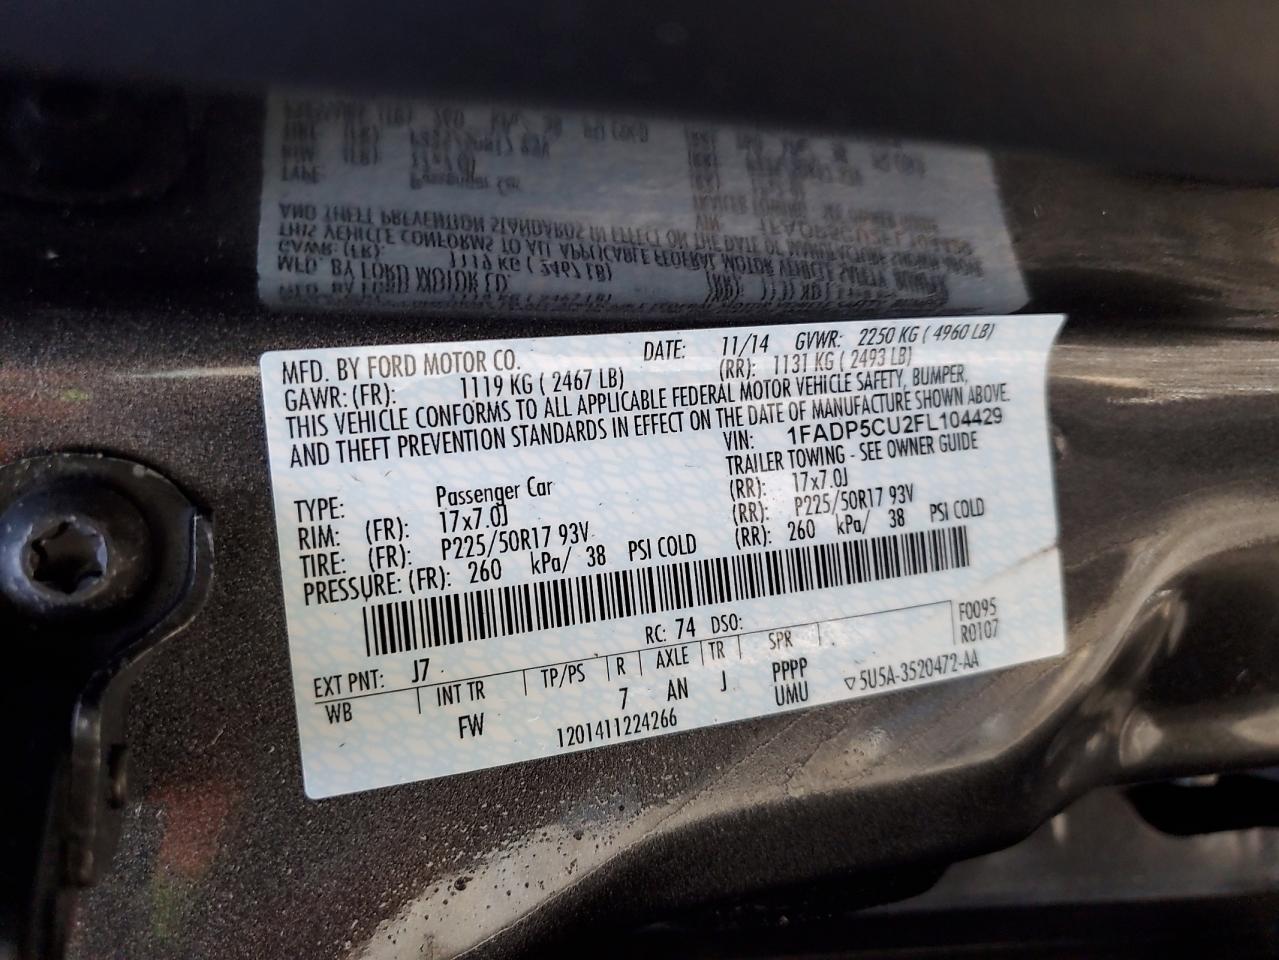 MFD. BY FORD MOTOR CO. DATE: 11/14 GVWR: 2250 KG ( 4960 LB)
GAWR: (FR): 1119 KG ( 2467 LB) (RR): 1131 KG ( 2493 LB)
THIS VEHICLE CONFORMS TO ALL APPLICABLE FEDERAL MOTOR VEHICLE SAFETY, BUMPER,
AND THEFT PREVENTION STANDARDS IN EFFECT ON THE DATE OF MANUFACTURE SHOWN ABOVE.
VIN: 1FADP5CU2FL104429
TYPE: Passenger Car TRAILER TOWING - SEE OWNER GUIDE
RIM: (FR): 17x7.0J (RR): 17x7.0J
TIRE: (FR): P225/50R17 93V (RR): P225/50R17 93V
PRESSURE: (FR): 260 kPa/ 38 PSI COLD (RR): 260 kPa/ 38 PSI COLD
RC: 74 DSO: F0095
EXT PNT: J7 R0107
WB INT TR TP/PS R AXLE TR SPR
FW 7 AN J PPPP
UMU
1201411224266 5U5A-3520472-AA